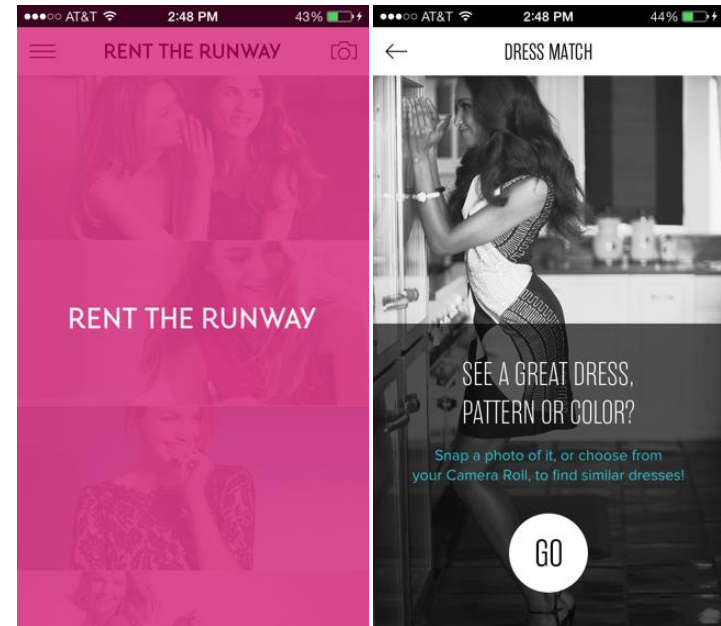 ●●●○○ AT&T 2:48 PM 43%
RENT THE RUNWAY
RENT THE RUNWAY
●●●○○ AT&T 2:48 PM 44%
DRESS MATCH
SEE A GREAT DRESS,
PATTERN OR COLOR?
Snap a photo of it, or choose from
your Camera Roll, to find similar dresses!
GO